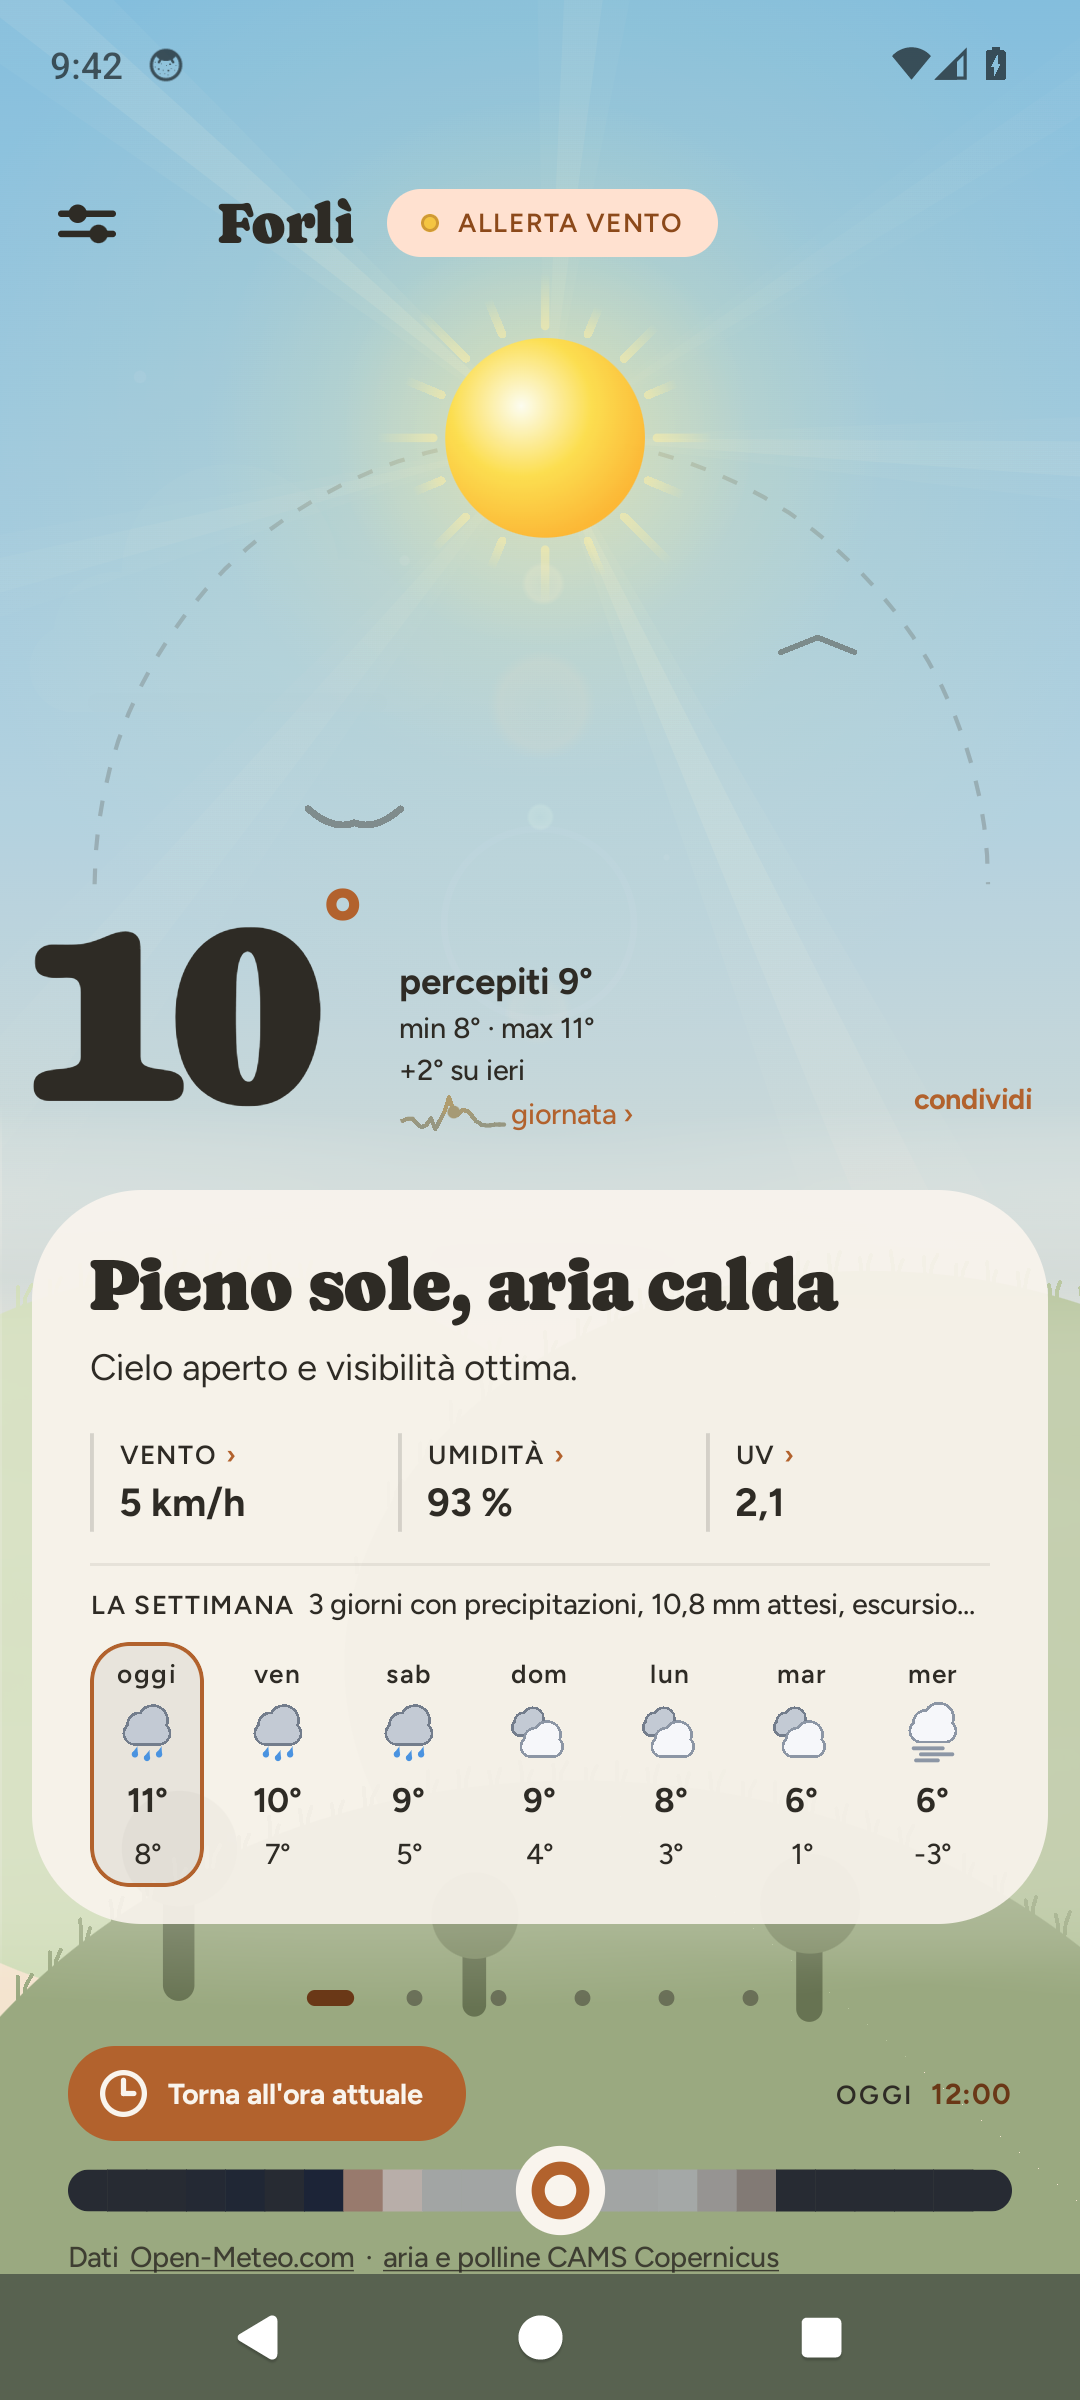 9:42
Forlì
ALLERTA VENTO
10°
percepiti 9°
min 8° · max 11°
+2° su ieri
giornata ›
condividi
Pieno sole, aria calda
Cielo aperto e visibilità ottima.
VENTO › UMIDITÀ › UV ›
5 km/h 93 % 2,1
LA SETTIMANA 3 giorni con precipitazioni, 10,8 mm attesi, escursio...
oggi ven sab dom lun mar mer
11° 10° 9° 9° 8° 6° 6°
8° 7° 5° 4° 3° 1° -3°
Torna all'ora attuale
OGGI 12:00
Dati Open-Meteo.com · aria e polline CAMS Copernicus